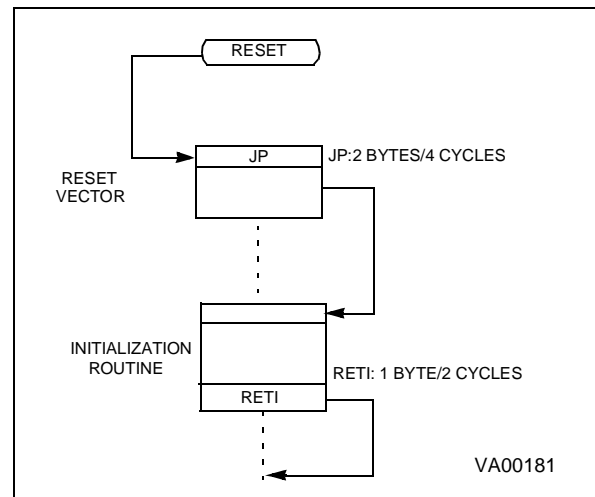 RESET
JP
JP:2 BYTES/4 CYCLES
RESET
VECTOR
INITIALIZATION
ROUTINE
RETI: 1 BYTE/2 CYCLES
RETI
VA00181